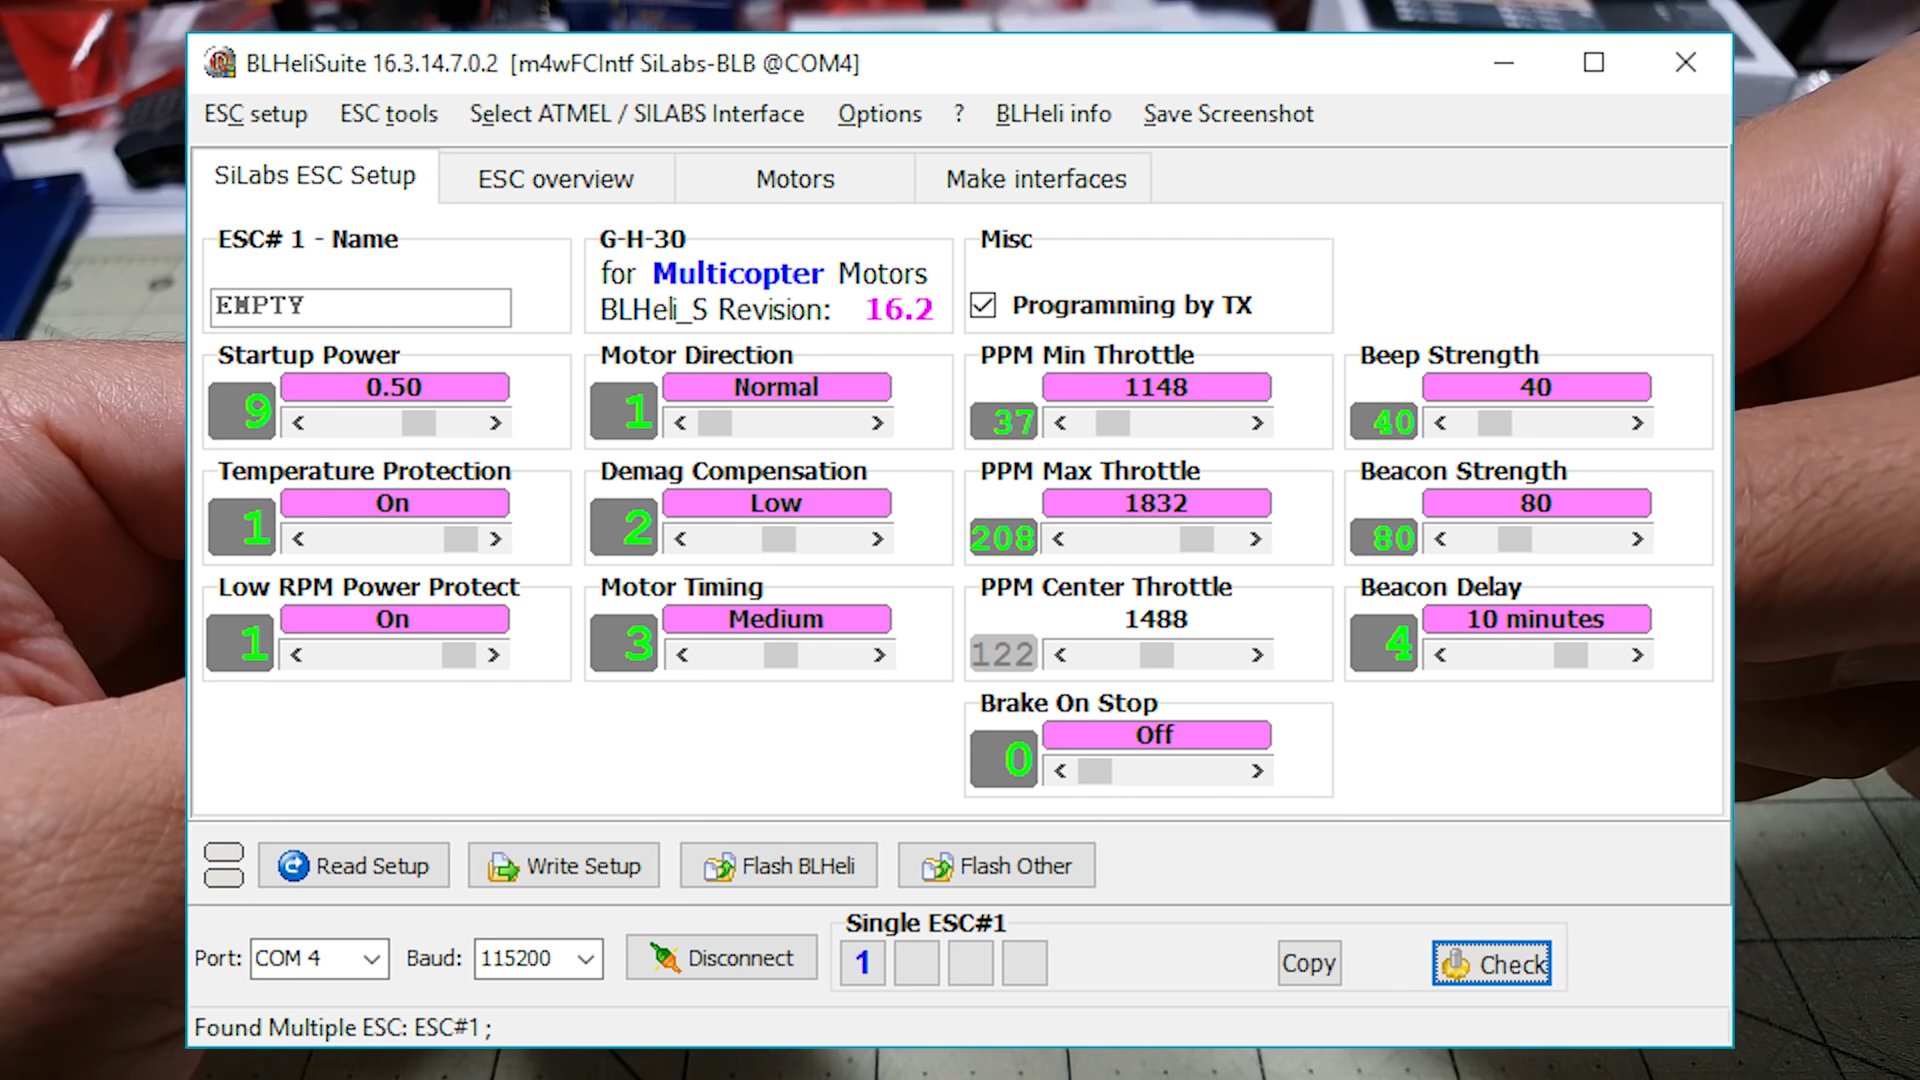 BLHeliSuite 16.3.14.7.0.2 [m4wFCIntf SiLabs-BLB @COM4]
ESC setup ESC tools Select ATMEL / SILABS Interface Options ? BLHeli info Save Screenshot
SiLabs ESC Setup ESC overview Motors Make interfaces
ESC# 1 - Name
EMPTY
G-H-30
for Multicopter Motors
BLHeli_S Revision: 16.2
Misc
Programming by TX
Startup Power
0.50
9
Motor Direction
Normal
1
PPM Min Throttle
1148
37
Beep Strength
40
40
Temperature Protection
On
1
Demag Compensation
Low
2
PPM Max Throttle
1832
208
Beacon Strength
80
80
Low RPM Power Protect
On
1
Motor Timing
Medium
3
PPM Center Throttle
1488
122
Beacon Delay
10 minutes
4
Brake On Stop
Off
0
Read Setup Write Setup Flash BLHeli Flash Other
Single ESC#1
Port: COM 4 Baud: 115200 Disconnect 1 Copy Check
Found Multiple ESC: ESC#1 ;